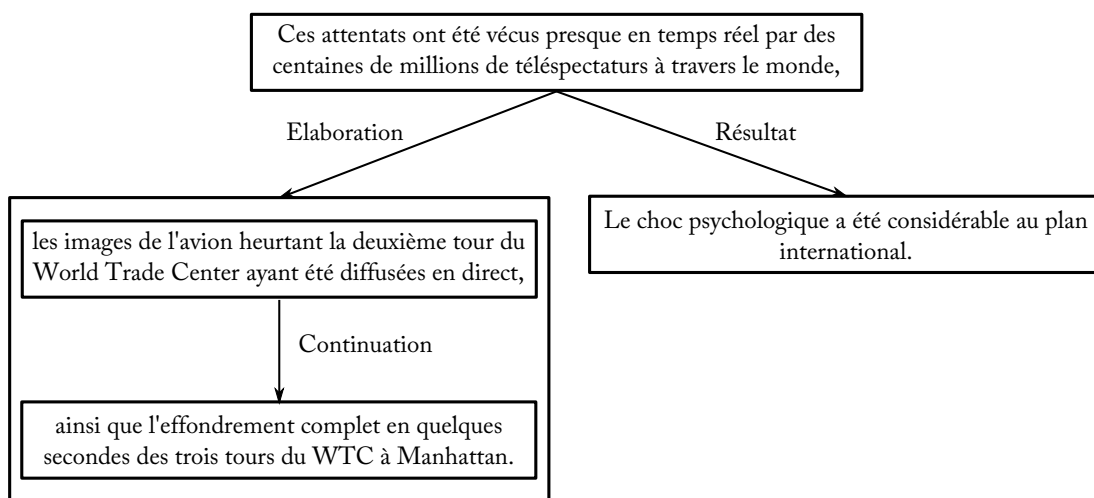 Ces attentats ont été vécus presque en temps réel par des
centaines de millions de téléspectaturs à travers le monde,
Elaboration
Résultat
les images de l'avion heurtant la deuxième tour du
World Trade Center ayant été diffusées en direct,
Le choc psychologique a été considérable au plan
international.
Continuation
ainsi que l'effondrement complet en quelques
secondes des trois tours du WTC à Manhattan.